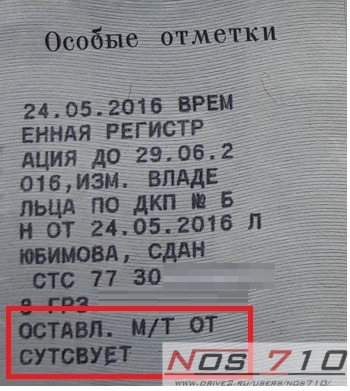 Особые отметки
24.05.2016 ВРЕМ
ЕННАЯ РЕГИСТР
АЦИЯ ДО 29.06.2
016,ИЗМ. ВЛАДЕ
ЛЬЦА ПО ДКП № Б
Н ОТ 24.05.2016 Л
ЮБИМОВА, СДАН
СТС 77 30
9 ГРЗ
ОСТАВЛ. М/Т ОТ
СУТСВУЕТ
NOS 710
WWW.DRIVE2.RU/USERS/NOS710/